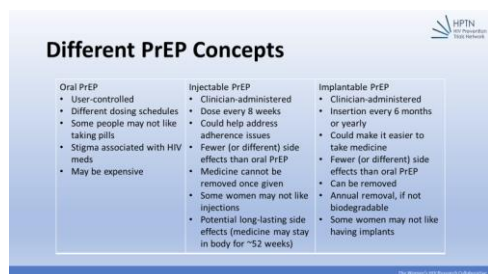 HPTN
HIV Prevention
Trials Network
Different PrEP Concepts
Oral PrEP
• User-controlled
• Different dosing schedules
• Some people may not like
taking pills
• Stigma associated with HIV
meds
• May be expensive
Injectable PrEP
• Clinician-administered
• Dose every 8 weeks
• Could help address
adherence issues
• Fewer (or different) side
effects than oral PrEP
• Medicine cannot be
removed once given
• Some women may not like
injections
• Potential long-lasting side
effects (medicine may stay
in body for ~52 weeks)
Implantable PrEP
• Clinician-administered
• Insertion every 6 months
or yearly
• Could make it easier to
take medicine
• Fewer (or different) side
effects than oral PrEP
• Can be removed
• Annual removal, if not
biodegradable
• Some women may not like
having implants
The Women's HIV Research Collaborative